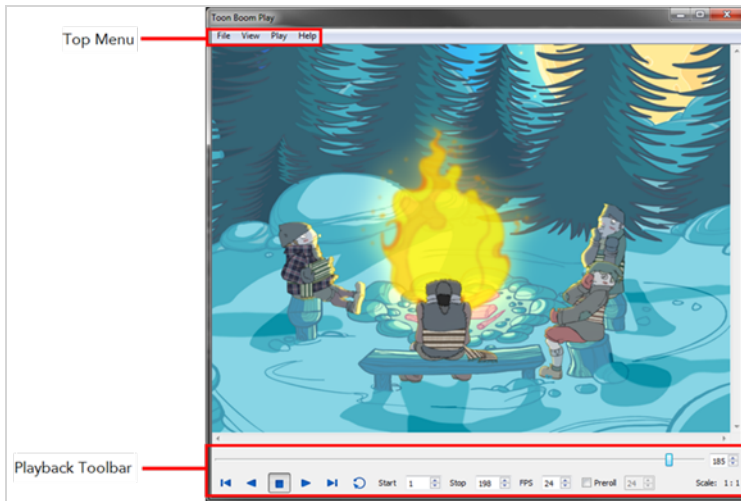 Toon Boom Play
Top Menu
File View Play Help
185
Playback Toolbar
Start 1 Stop 198 FPS 24 Preroll 24 Scale: 1:1